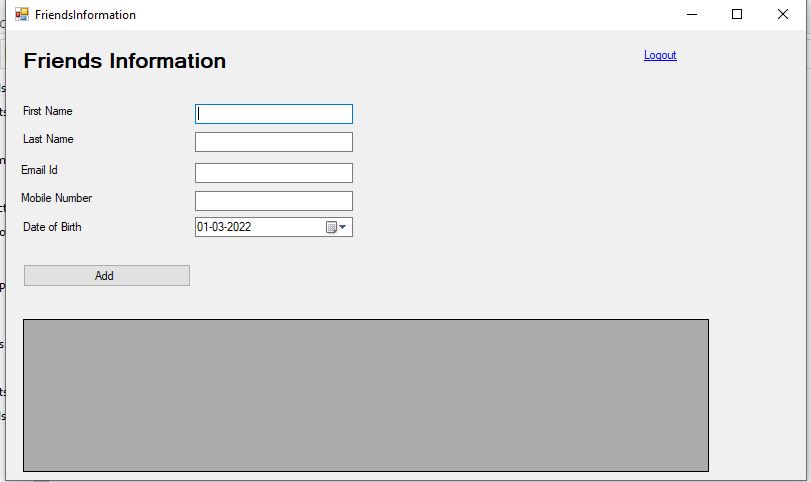 FriendsInformation
Friends Information
Logout
First Name
Last Name
Email Id
Mobile Number
Date of Birth 01-03-2022
Add